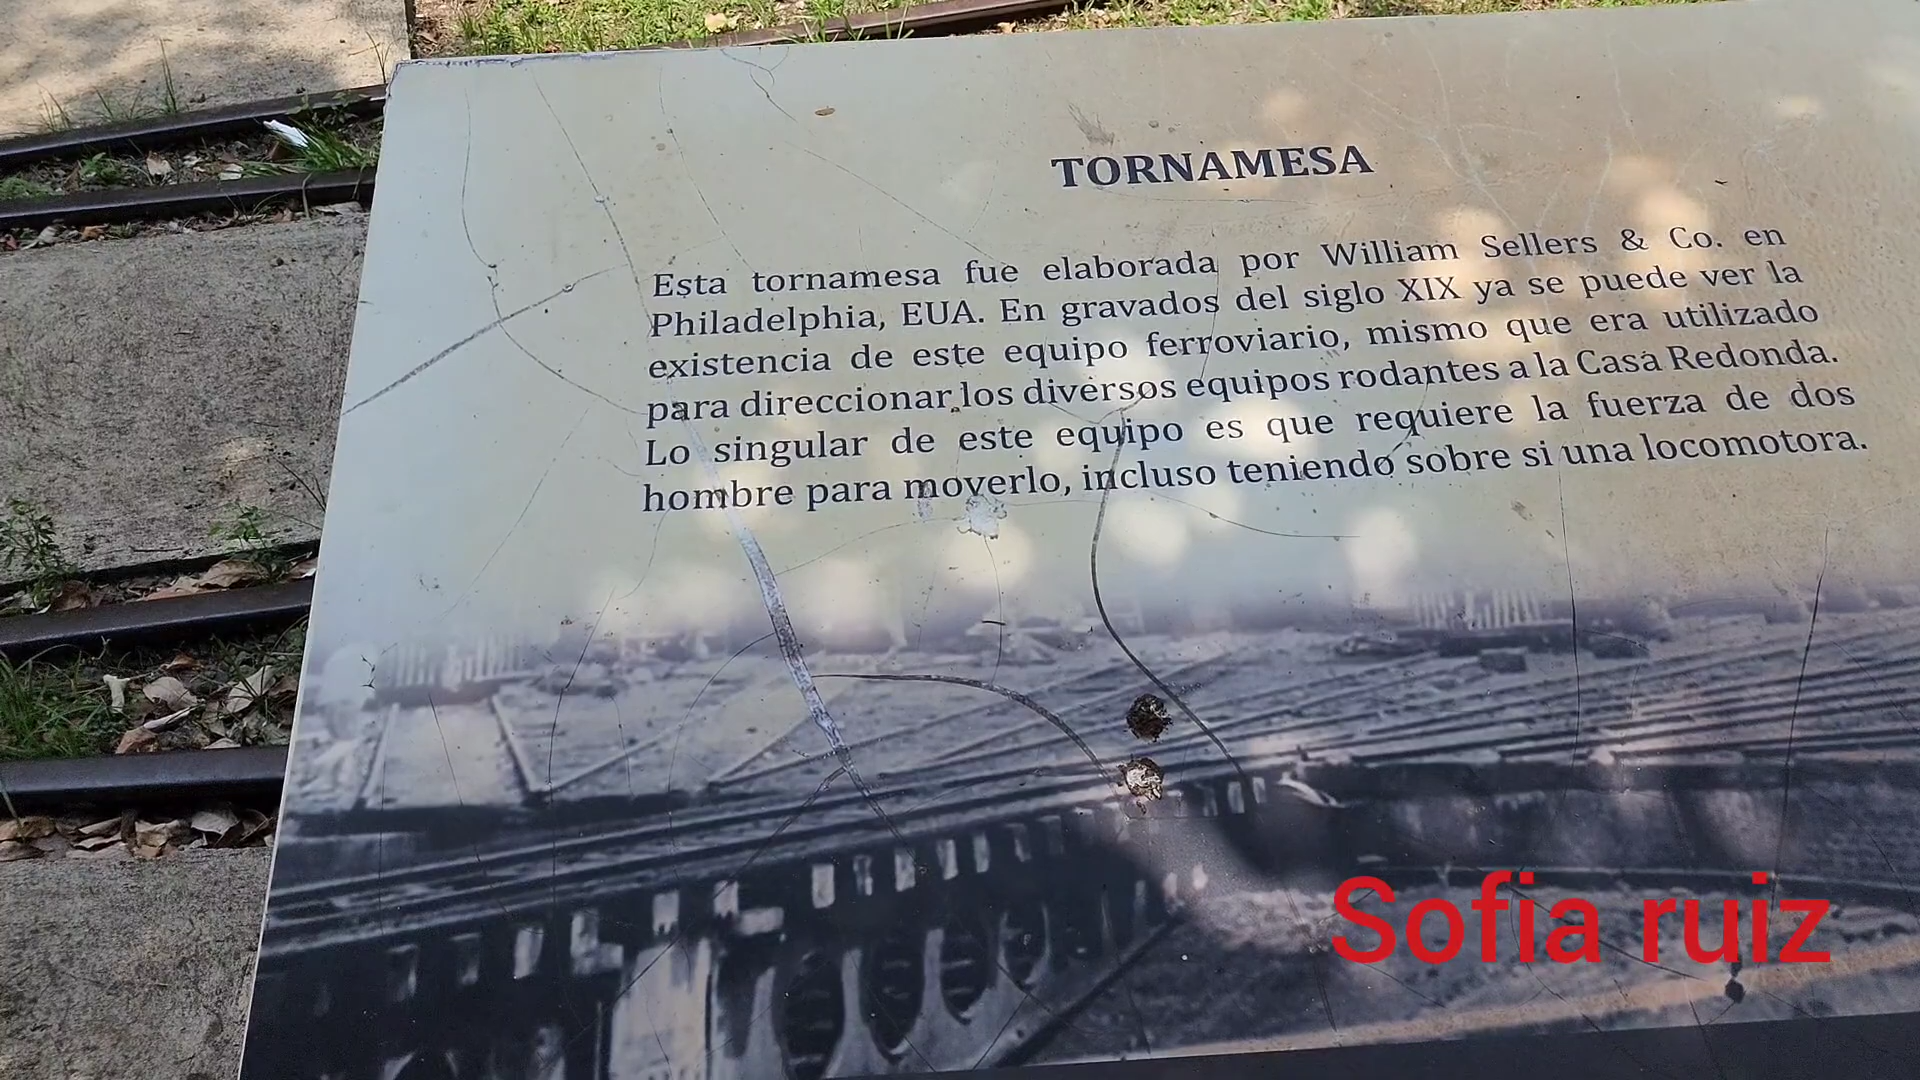 TORNAMESA
Esta tornamesa fue elaborada por William Sellers & Co. en
Philadelphia, EUA. En gravados del siglo XIX ya se puede ver la
existencia de este equipo ferroviario, mismo que era utilizado
para direccionar los diversos equipos rodantes a la Casa Redonda.
Lo singular de este equipo es que requiere la fuerza de dos
hombre para moverlo, incluso teniendo sobre si una locomotora.
Sofia ruiz